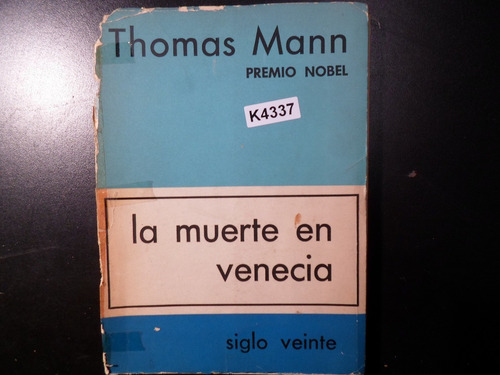 Thomas Mann
PREMIO NOBEL
K4337
la muerte en
venecia
siglo veinte